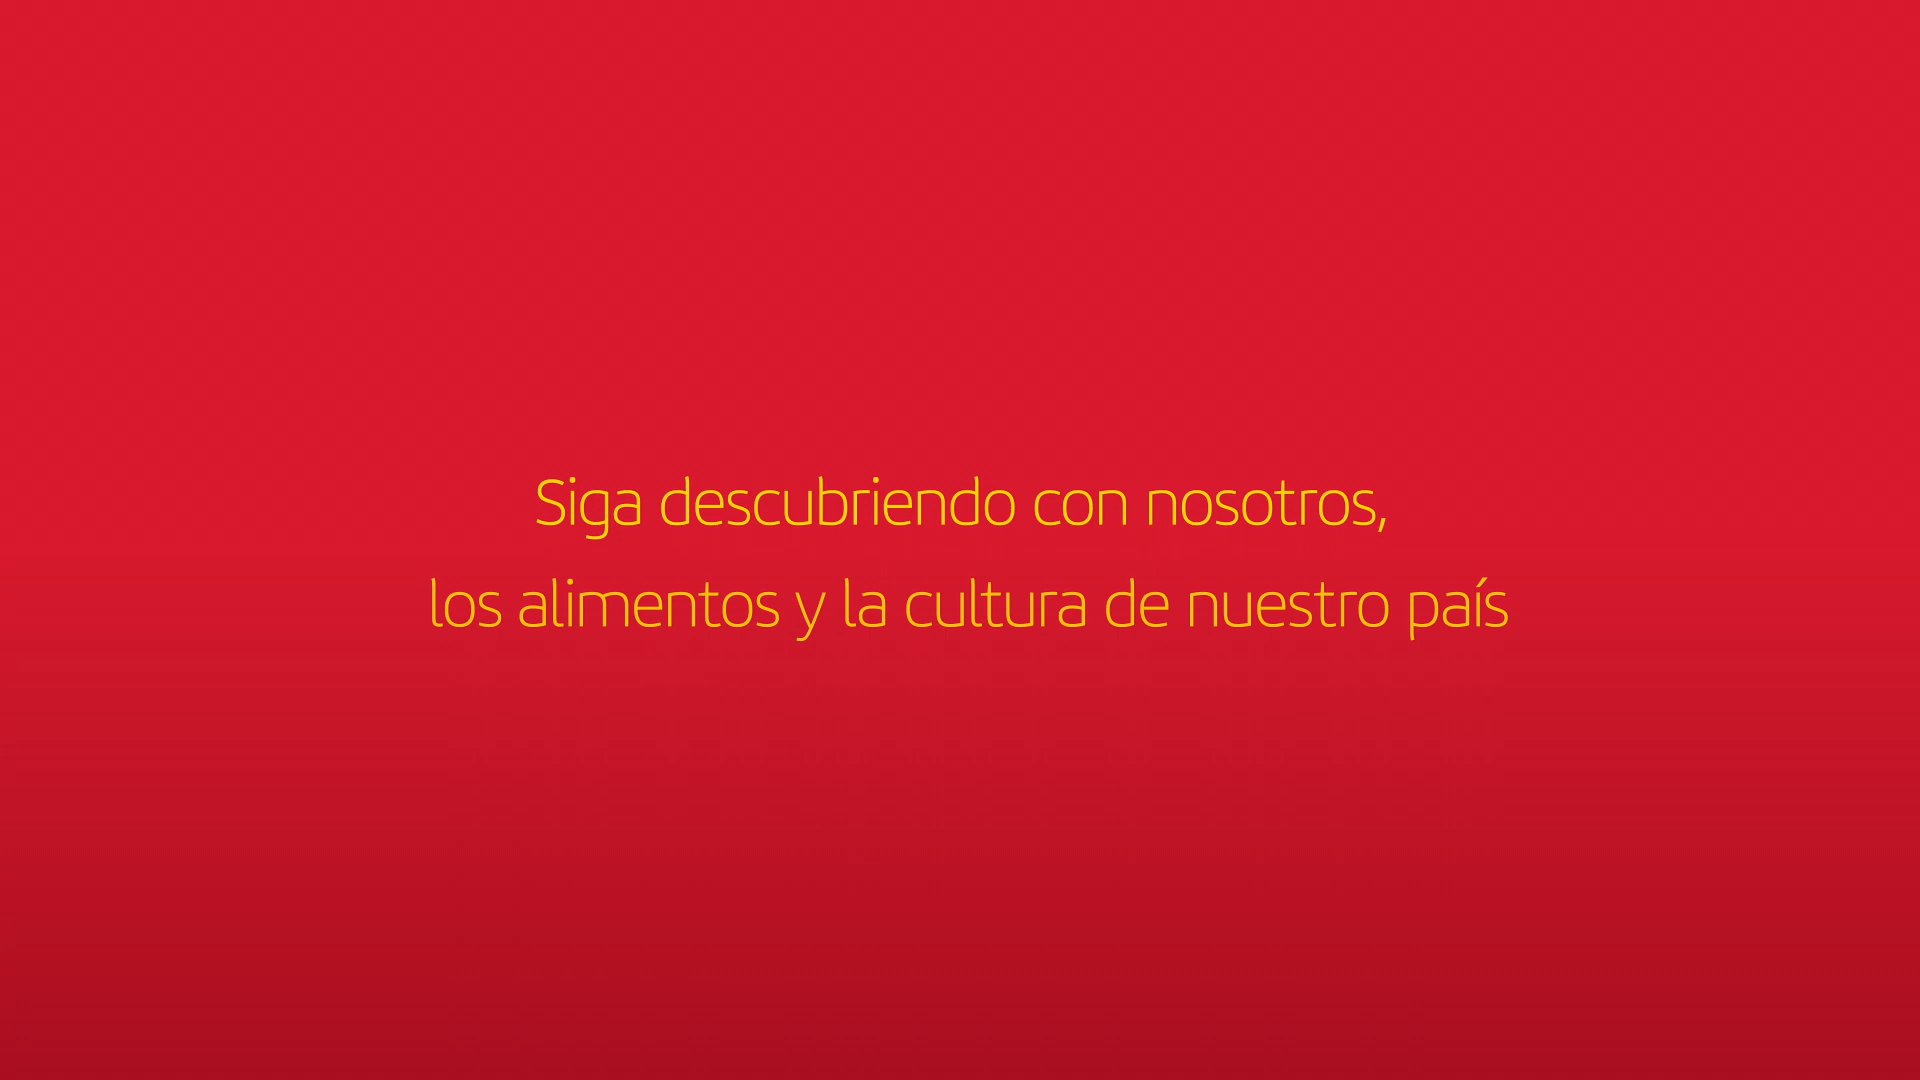 Siga descubriendo con nosotros,
los alimentos y la cultura de nuestro país